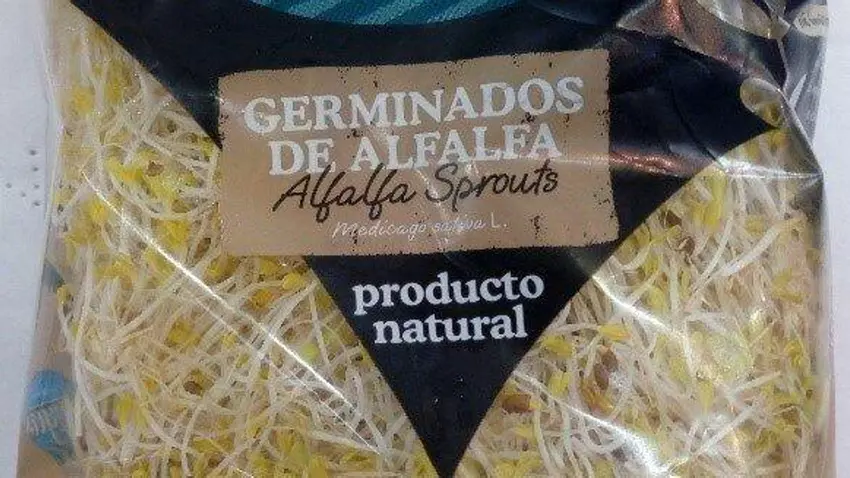 GERMINADOS
DE ALFALFA
Alfalfa Sprouts
Medicago sativa L.
producto
natural